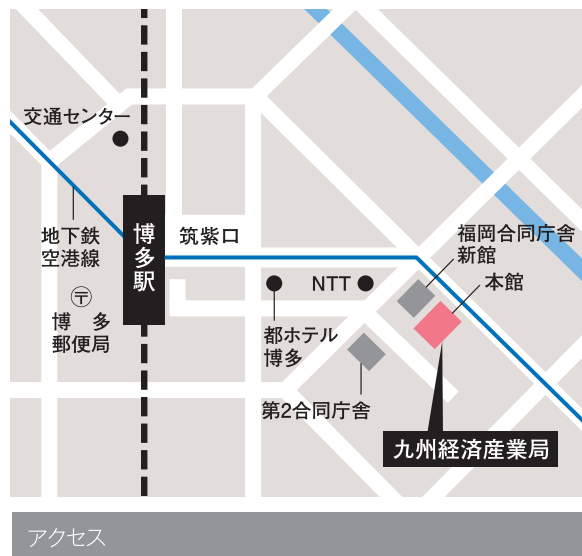 交通センター
地下鉄
空港線
博多駅
筑紫口
〒
博多
郵便局
NTT
都ホテル
博多
福岡合同庁舎
新館
本館
第2合同庁舎
九州経済産業局
アクセス